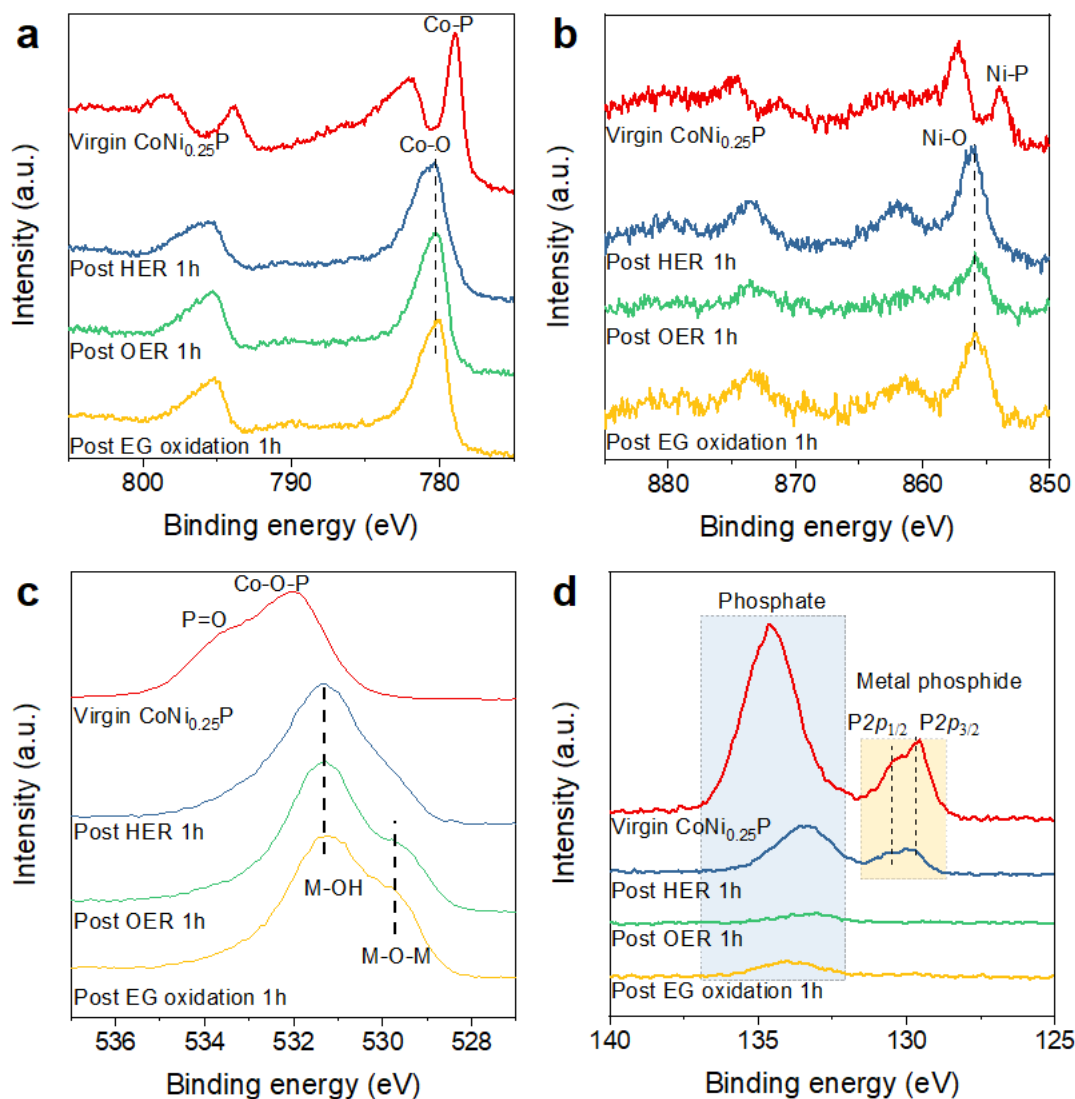 a
Co-P
Virgin CoNi0.25P
Co-O
Post HER 1h
Post OER 1h
Post EG oxidation 1h
800 790 780
Binding energy (eV)
Intensity (a.u.)
b
Ni-P
Virgin CoNi0.25P
Ni-O
Post HER 1h
Post OER 1h
Post EG oxidation 1h
880 870 860 850
Binding energy (eV)
Intensity (a.u.)
c
Co-O-P
P=O
Virgin CoNi0.25P
Post HER 1h
M-OH
Post OER 1h
M-O-M
Post EG oxidation 1h
536 534 532 530 528
Binding energy (eV)
Intensity (a.u.)
d
Phosphate
Metal phosphide
P2p1/2 P2p3/2
Virgin CoNi0.25P
Post HER 1h
Post OER 1h
Post EG oxidation 1h
140 135 130 125
Binding energy (eV)
Intensity (a.u.)